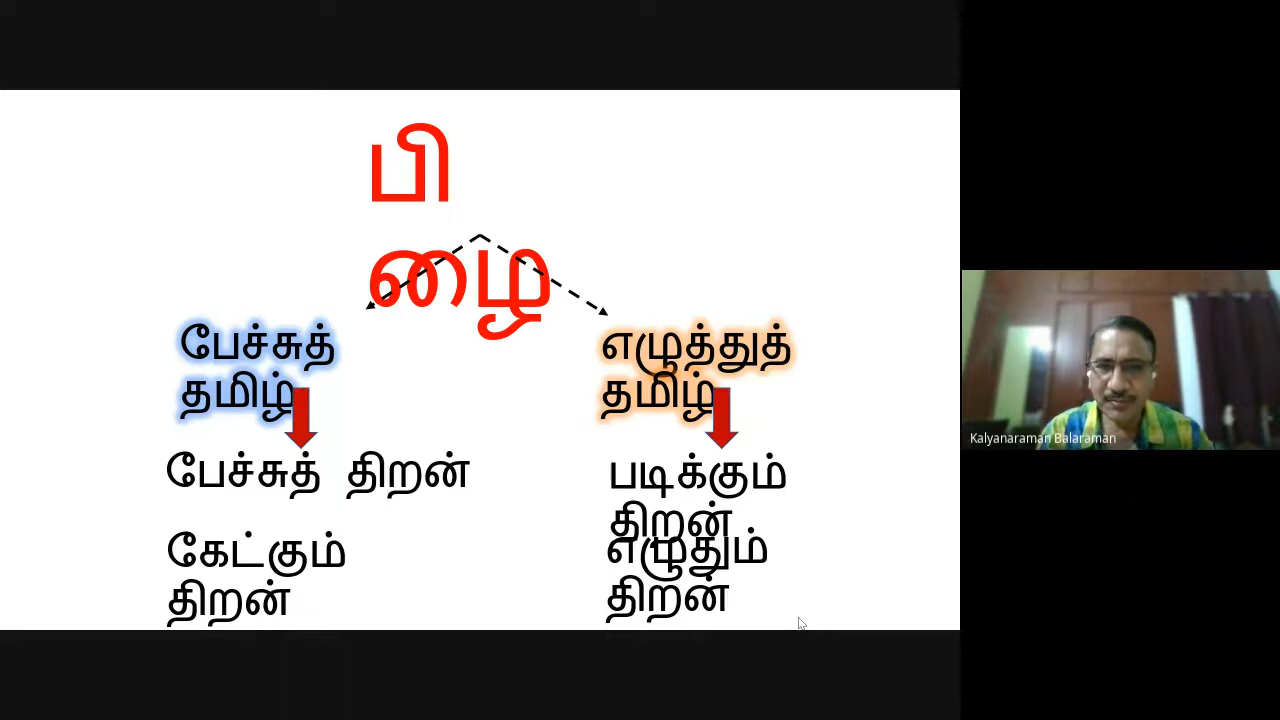 பி
ழை
பேச்சுத்
தமிழ்
பேச்சுத் திறன்
கேட்கும்
திறன்
எழுத்துத்
தமிழ்
படிக்கும்
திறன்
எழுதும்
திறன்
Kalyanaraman Balaraman